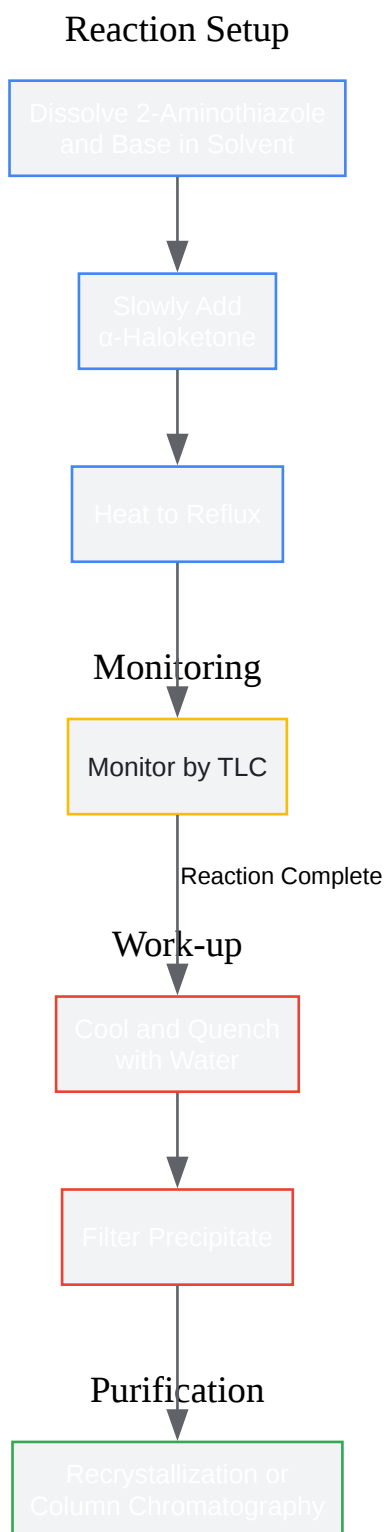 Reaction Setup
Dissolve 2-Aminothiazole
and Base in Solvent
Slowly Add
α-Haloketone
Heat to Reflux
Monitoring
Monitor by TLC
Reaction Complete
Work-up
Cool and Quench
with Water
Filter Precipitate
Purification
Recrystallization or
Column Chromatography